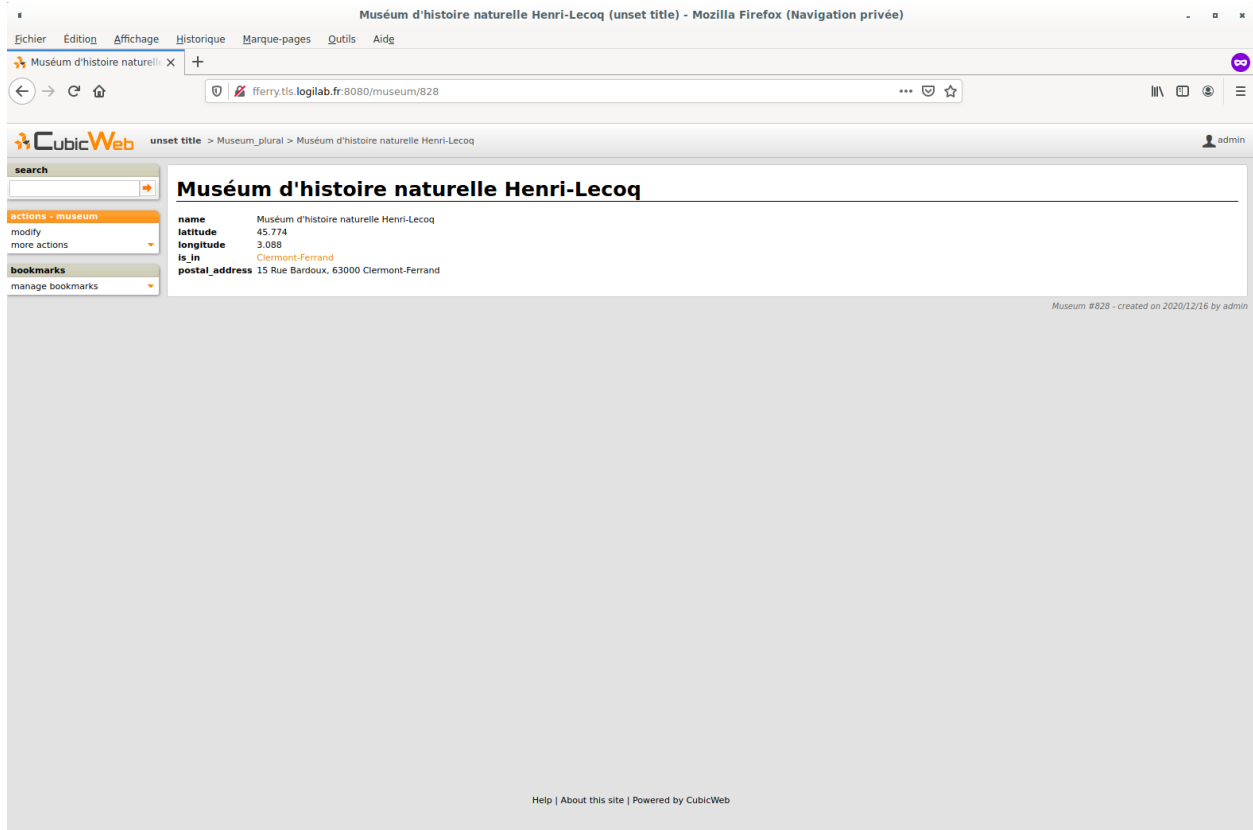 Muséum d'histoire naturelle Henri-Lecoq (unset title) - Mozilla Firefox (Navigation privée)
Fichier Édition Affichage Historique Marque-pages Outils Aide
Muséum d'histoire naturelle
fferry.tls.logilab.fr:8080/museum/828
CubicWeb unset title > Museum_plural > Muséum d'histoire naturelle Henri-Lecoq admin
search
Muséum d'histoire naturelle Henri-Lecoq
actions - museum
modify
more actions
bookmarks
manage bookmarks
name Muséum d'histoire naturelle Henri-Lecoq
latitude 45.774
longitude 3.088
is_in Clermont-Ferrand
postal_address 15 Rue Bardoux, 63000 Clermont-Ferrand
Museum #828 - created on 2020/12/16 by admin
Help | About this site | Powered by CubicWeb